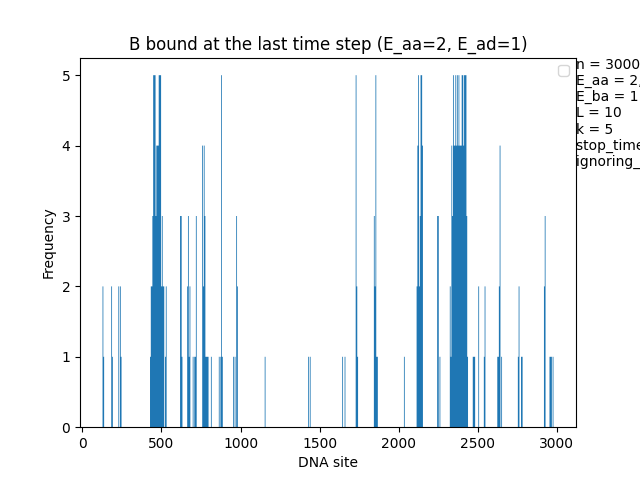 B bound at the last time step (E_aa=2, E_ad=1)
n = 3000
E_aa = 2,
E_ba = 1
L = 10
k = 5
stop_time
ignoring_
Frequency
5
4
3
2
1
0
0
500
1000
1500
2000
2500
3000
DNA site